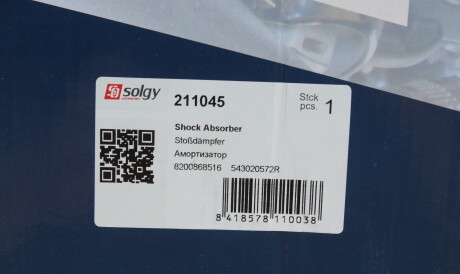 solgy
211045
Stck
pcs. 1
Shock Absorber
Stoßdämpfer
Амортизатор
8200868516 543020572R
8 418578 110038